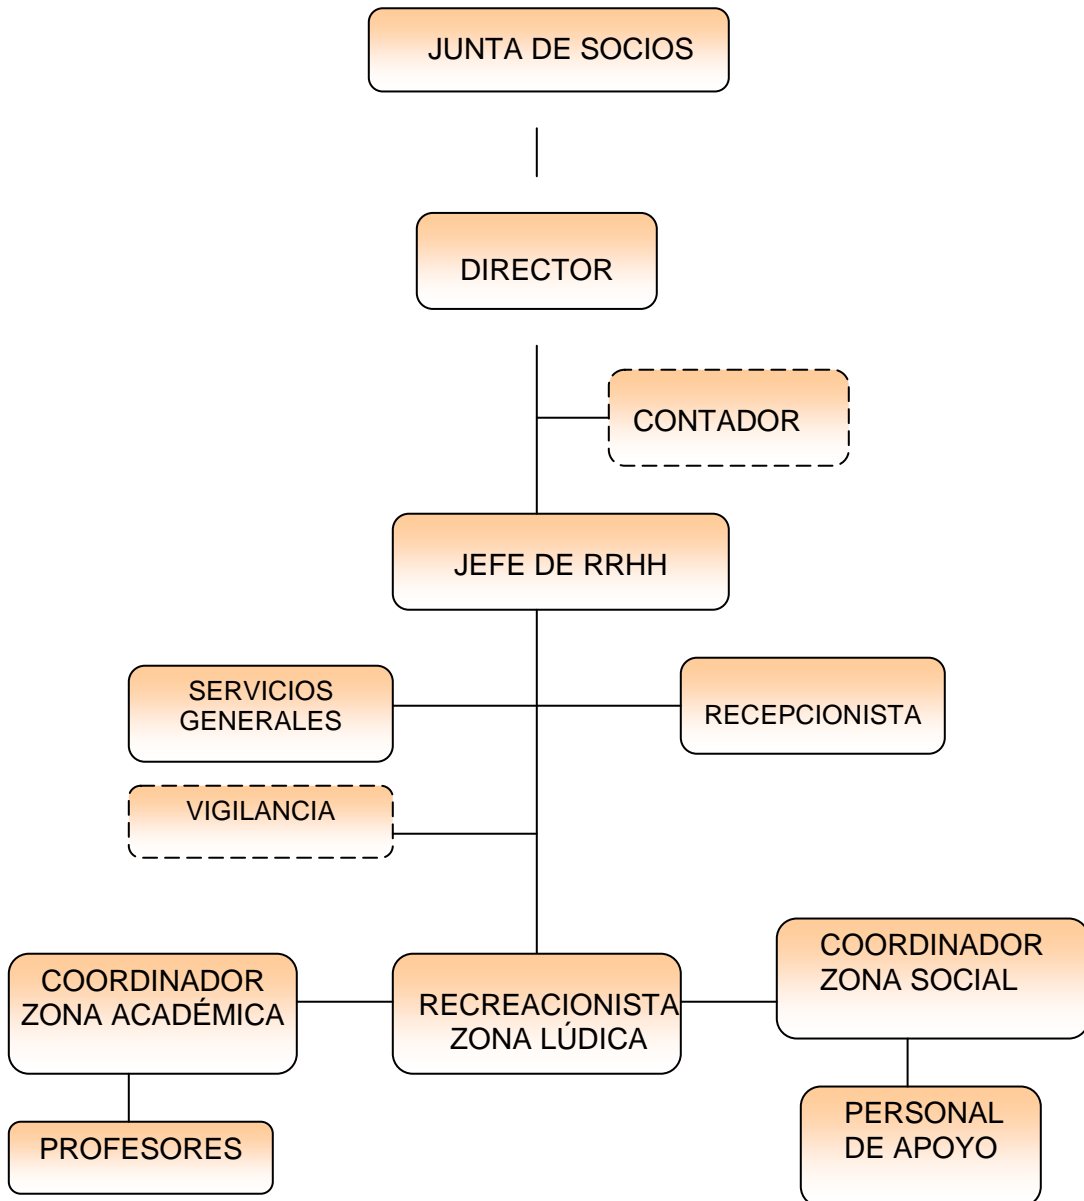 JUNTA DE SOCIOS
DIRECTOR
CONTADOR
JEFE DE RRHH
SERVICIOS
GENERALES
RECEPCIONISTA
VIGILANCIA
COORDINADOR
ZONA ACADÉMICA
RECREACIONISTA
ZONA LÚDICA
COORDINADOR
ZONA SOCIAL
PROFESORES
PERSONAL
DE APOYO